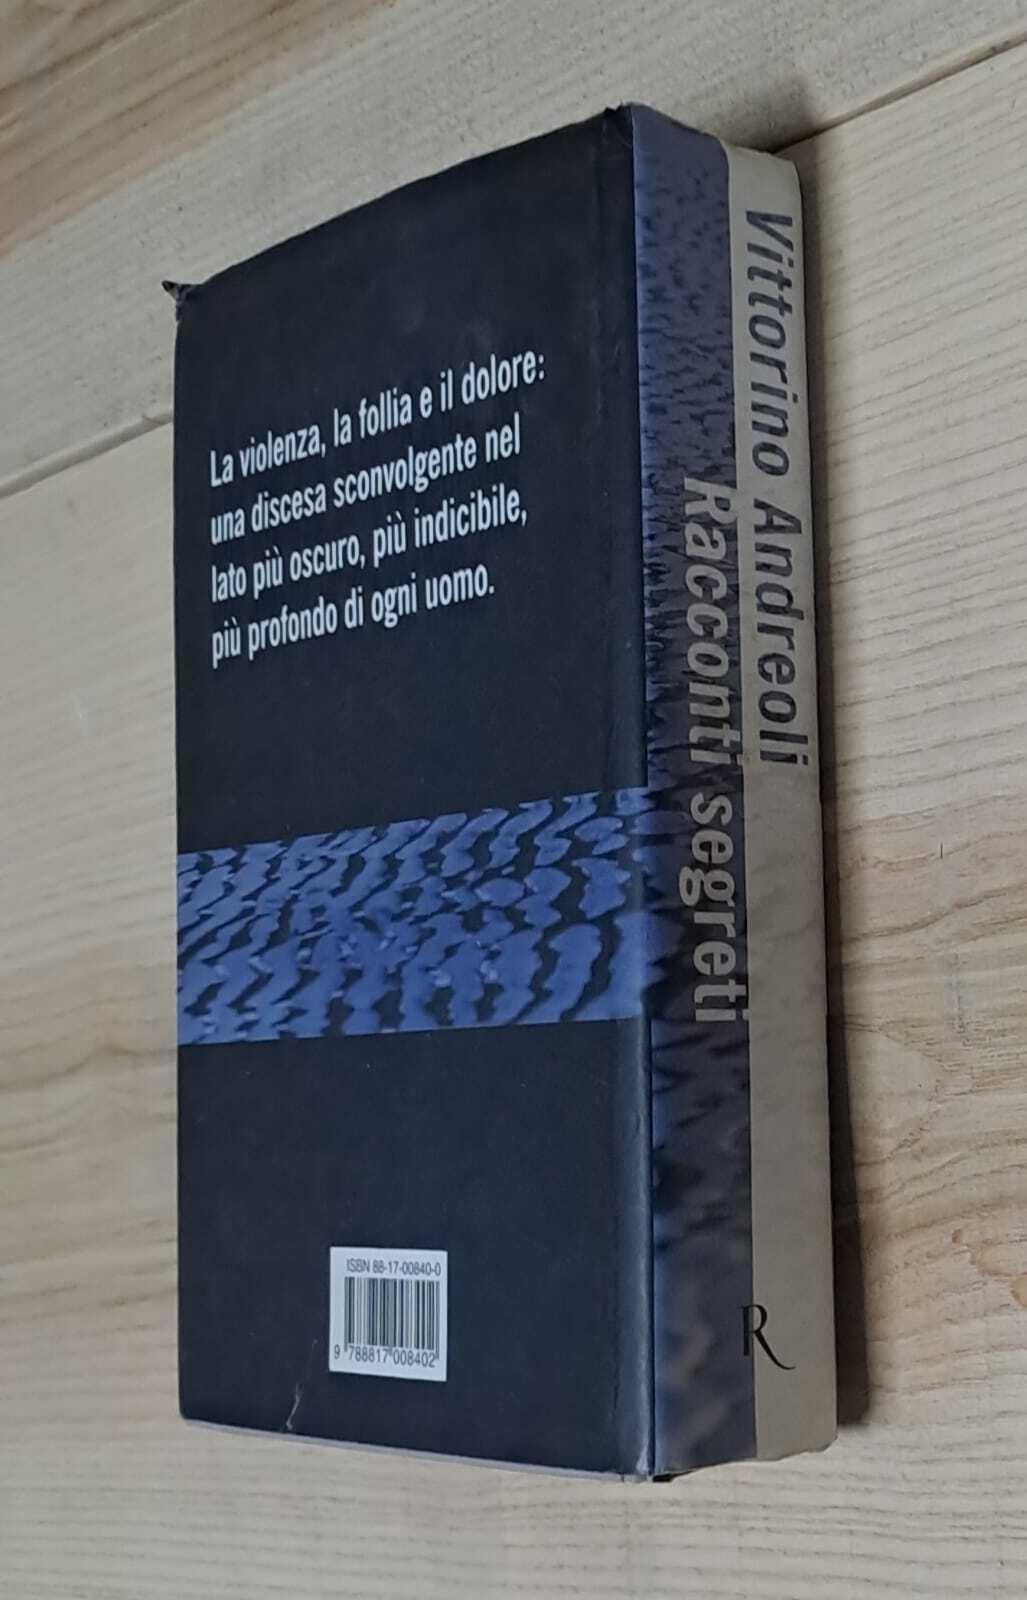 La violenza, la follia e il dolore:
una discesa sconvolgente nel
lato più oscuro, più indicibile,
più profondo di ogni uomo.
ISBN 88-17-00840-0
9 788817 008402
Vittorino Andreoli
Racconti segreti
R